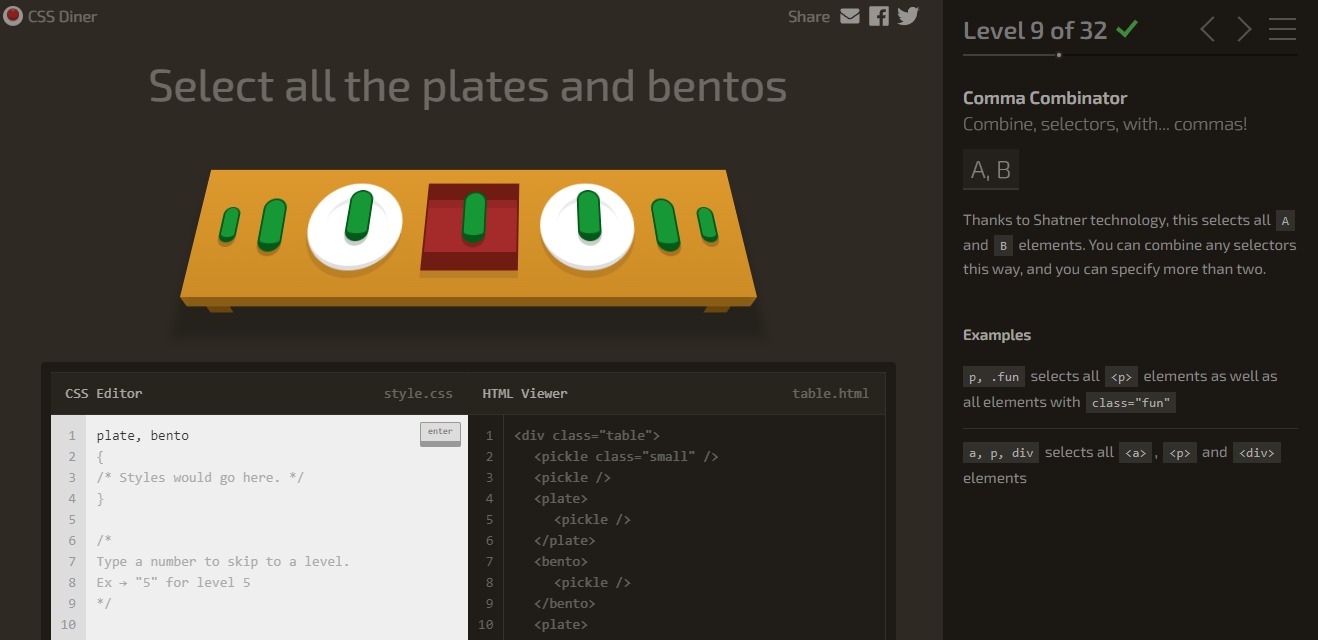 CSS Diner
Share
Select all the plates and bentos
CSS Editor
style.css
1 plate, bento
enter
2 {
3 /* Styles would go here. */
4 }
5
6 /*
7 Type a number to skip to a level.
8 Ex → "5" for level 5
9 */
10
HTML Viewer
table.html
1 <div class="table">
2 <pickle class="small" />
3 <pickle />
4 <plate>
5 <pickle />
6 </plate>
7 <bento>
8 <pickle />
9 </bento>
10 <plate>
Level 9 of 32
Comma Combinator
Combine, selectors, with... commas!
A, B
Thanks to Shatner technology, this selects all A
and B elements. You can combine any selectors
this way, and you can specify more than two.
Examples
p, .fun selects all <p> elements as well as
all elements with class="fun"
a, p, div selects all <a> , <p> and <div>
elements